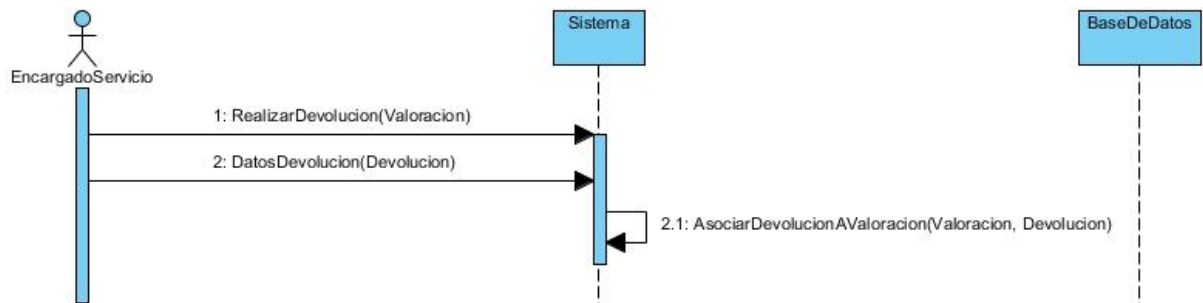 Sistema
BaseDeDatos
EncargadoServicio
1: RealizarDevolucion(Valoracion)
2: DatosDevolucion(Devolucion)
2.1: AsociarDevolucionAValoracion(Valoracion, Devolucion)